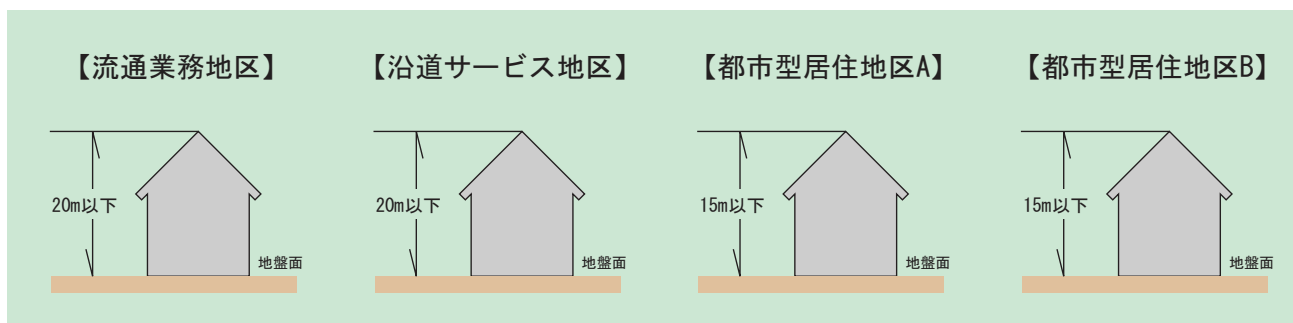 【流通業務地区】
20m以下
地盤面
【沿道サービス地区】
20m以下
地盤面
【都市型居住地区A】
15m以下
地盤面
【都市型居住地区B】
15m以下
地盤面